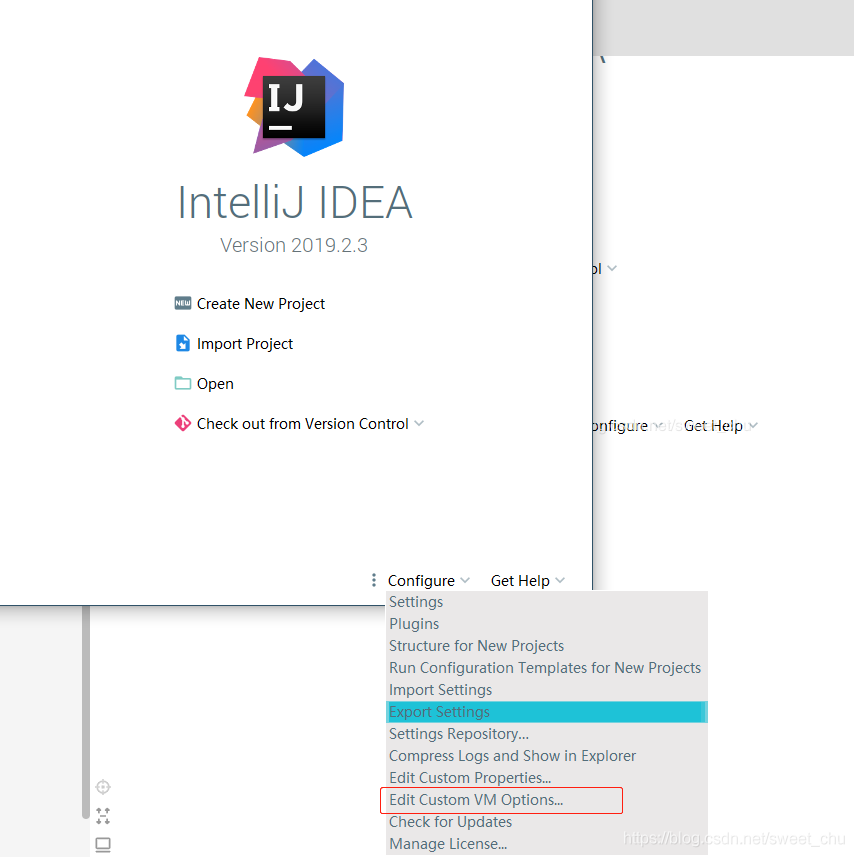 IJ
IntelliJ IDEA
Version 2019.2.3
NEW Create New Project
Import Project
Open
Check out from Version Control
ol
onfigure Get Help
Configure Get Help
Settings
Plugins
Structure for New Projects
Run Configuration Templates for New Projects
Import Settings
Export Settings
Settings Repository...
Compress Logs and Show in Explorer
Edit Custom Properties...
Edit Custom VM Options...
Check for Updates
Manage License...
https://blog.csdn.net/sweet_chu